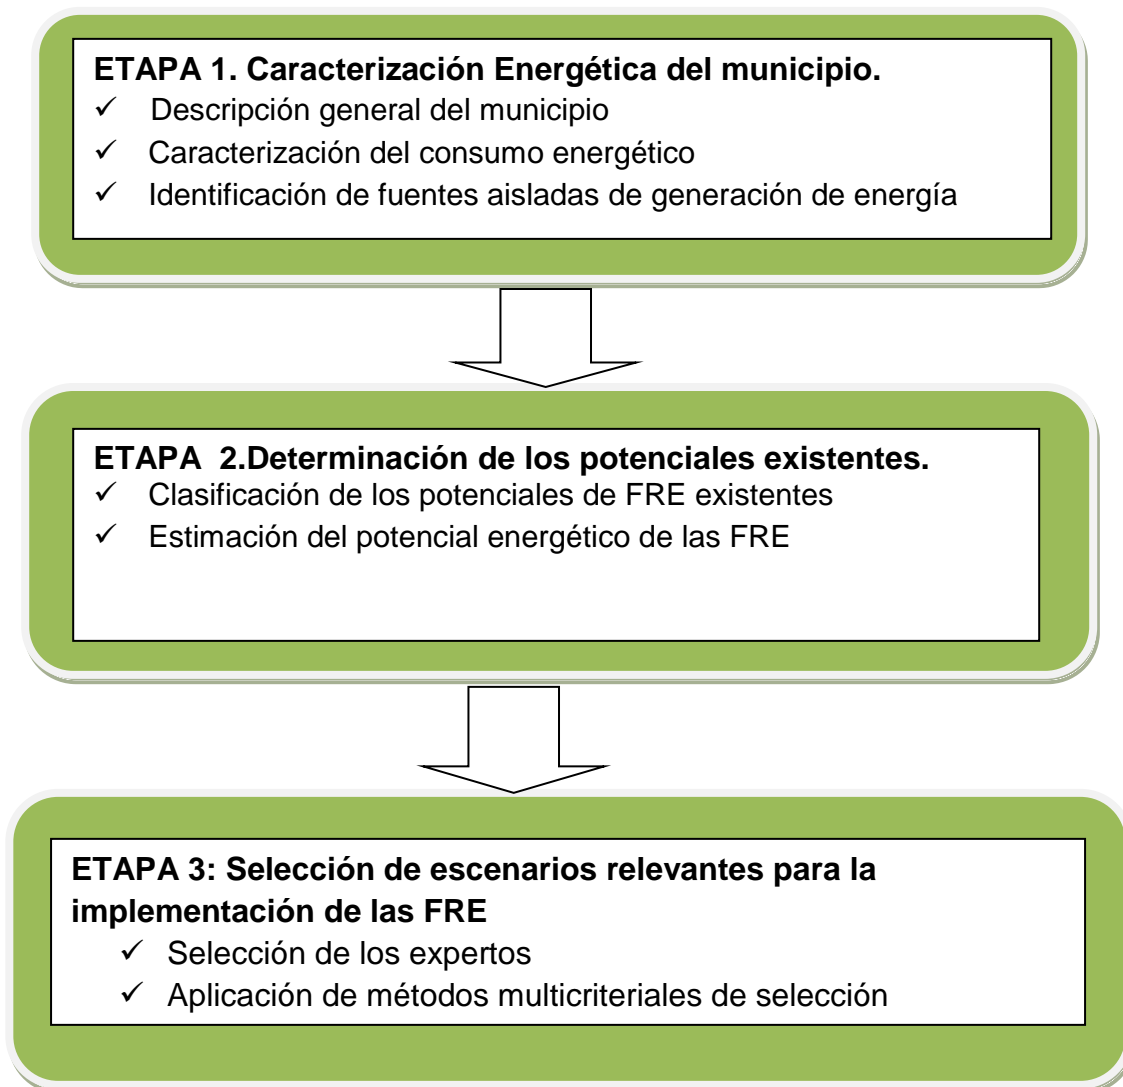 ETAPA 1. Caracterización Energética del municipio.
✓ Descripción general del municipio
✓ Caracterización del consumo energético
✓ Identificación de fuentes aisladas de generación de energía
ETAPA 2.Determinación de los potenciales existentes.
✓ Clasificación de los potenciales de FRE existentes
✓ Estimación del potencial energético de las FRE
ETAPA 3: Selección de escenarios relevantes para la
implementación de las FRE
✓ Selección de los expertos
✓ Aplicación de métodos multicriteriales de selección